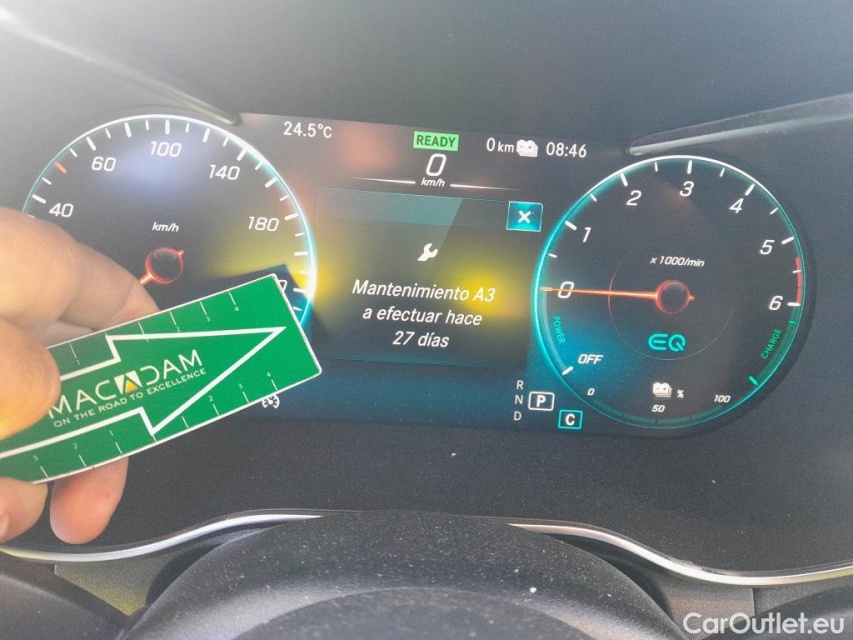 24.5°C
READY
0 km
08:46
0
km/h
40
60
100
140
180
km/h
Mantenimiento A3
a efectuar hace
27 días
0
1
2
3
4
5
6
x 1000/min
EQ
POWER
CHARGE
OFF
0
50
100
%
R
N
D
P
C
MACADAM
ON THE ROAD TO EXCELLENCE
CarOutlet.eu